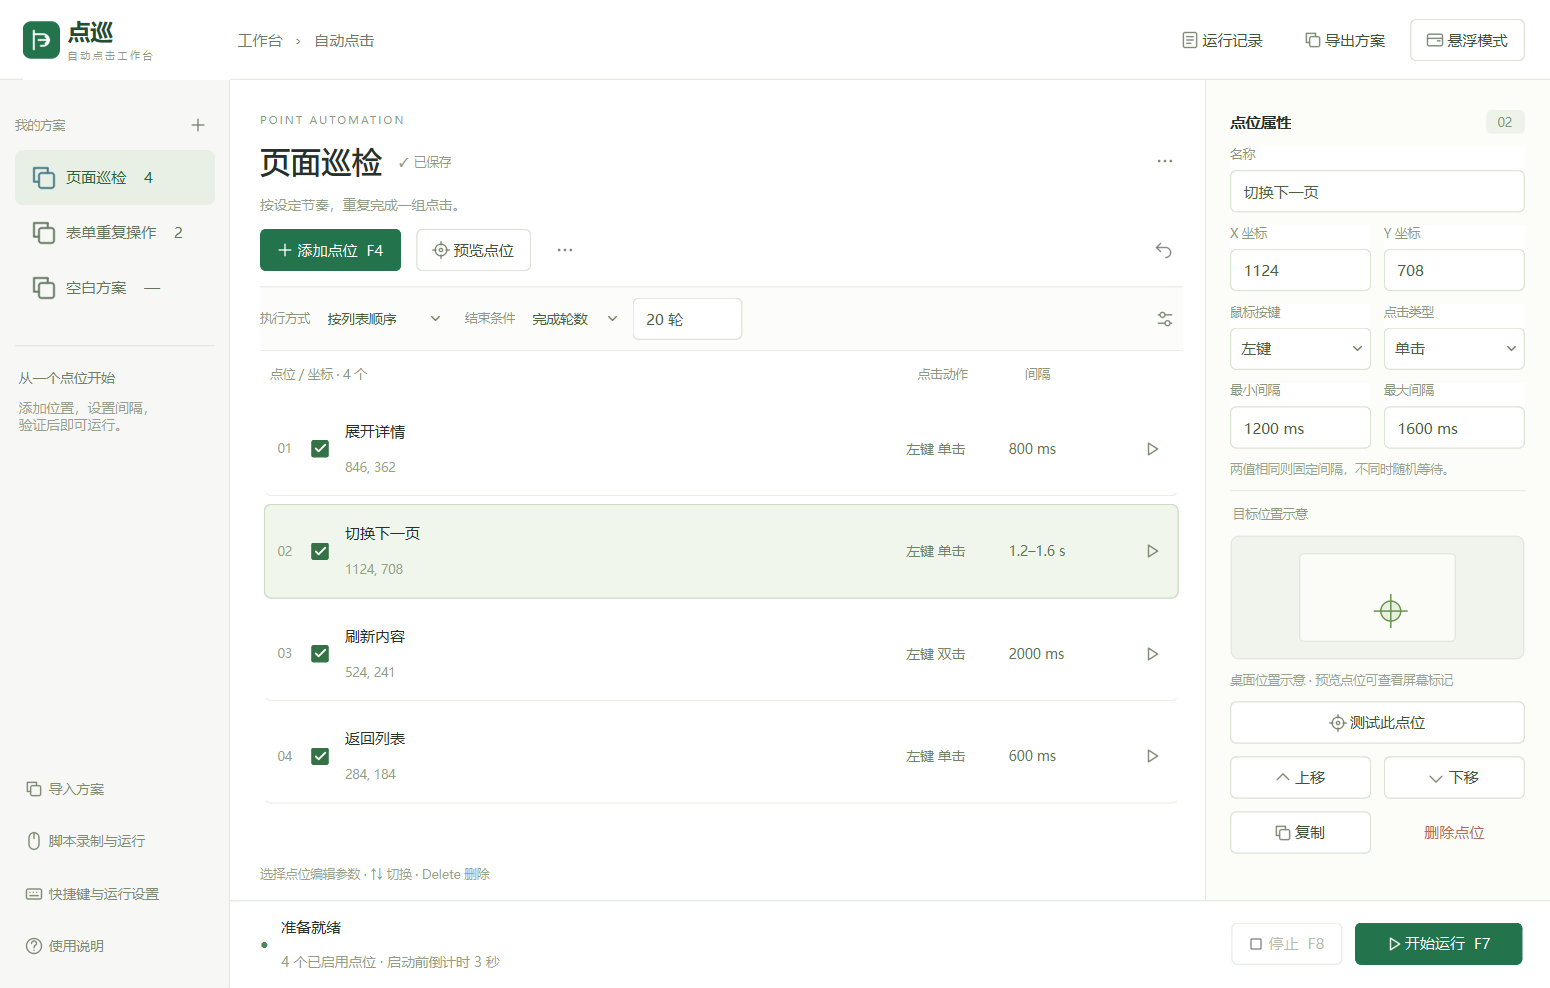 点巡
自动点击工作台
工作台 › 自动点击
运行记录
导出方案
悬浮模式
我的方案
页面巡检 4
表单重复操作 2
空白方案 —
从一个点位开始
添加位置，设置间隔，
验证后即可运行。
导入方案
脚本录制与运行
快捷键与运行设置
使用说明
POINT AUTOMATION
页面巡检 ✓ 已保存
按设定节奏，重复完成一组点击。
添加点位 F4
预览点位
执行方式 按列表顺序 结束条件 完成轮数 20 轮
点位 / 坐标 · 4 个 点击动作 间隔
展开详情
01 左键 单击 800 ms
846, 362
切换下一页
02 左键 单击 1.2–1.6 s
1124, 708
刷新内容
03 左键 双击 2000 ms
524, 241
返回列表
04 左键 单击 600 ms
284, 184
选择点位编辑参数 · ↑↓ 切换 · Delete 删除
点位属性 02
名称
切换下一页
X 坐标 Y 坐标
1124 708
鼠标按键 点击类型
左键 单击
最小间隔 最大间隔
1200 ms 1600 ms
两值相同则固定间隔，不同时随机等待。
目标位置示意
桌面位置示意 · 预览点位可查看屏幕标记
测试此点位
上移 下移
复制 删除点位
准备就绪
4 个已启用点位 · 启动前倒计时 3 秒
停止 F8
开始运行 F7